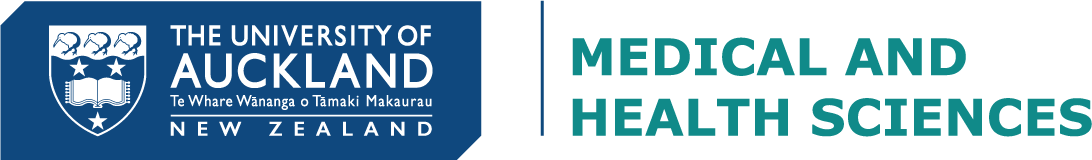 THE UNIVERSITY OF
AUCKLAND
Te Whare Wānanga o Tāmaki Makaurau
NEW ZEALAND
MEDICAL AND
HEALTH SCIENCES